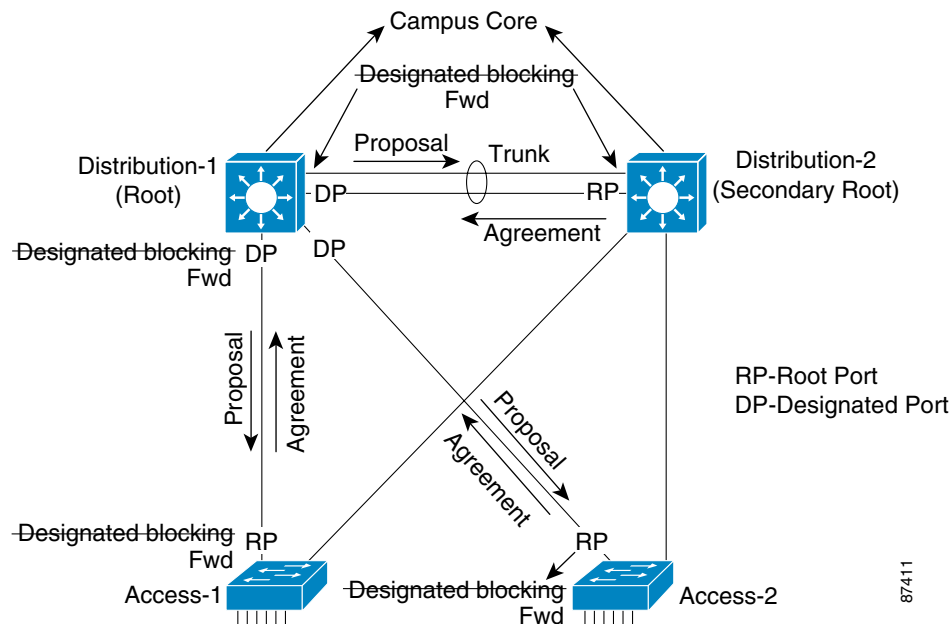 Campus Core
Designated blocking
Fwd
Proposal
Trunk
Distribution-1
(Root)
Distribution-2
(Secondary Root)
DP
RP
Agreement
Designated blocking
Fwd
DP
DP
Proposal
Agreement
RP-Root Port
DP-Designated Port
Proposal
Agreement
Designated blocking
Fwd
RP
RP
Access-1
Designated blocking
Fwd
Access-2
87411